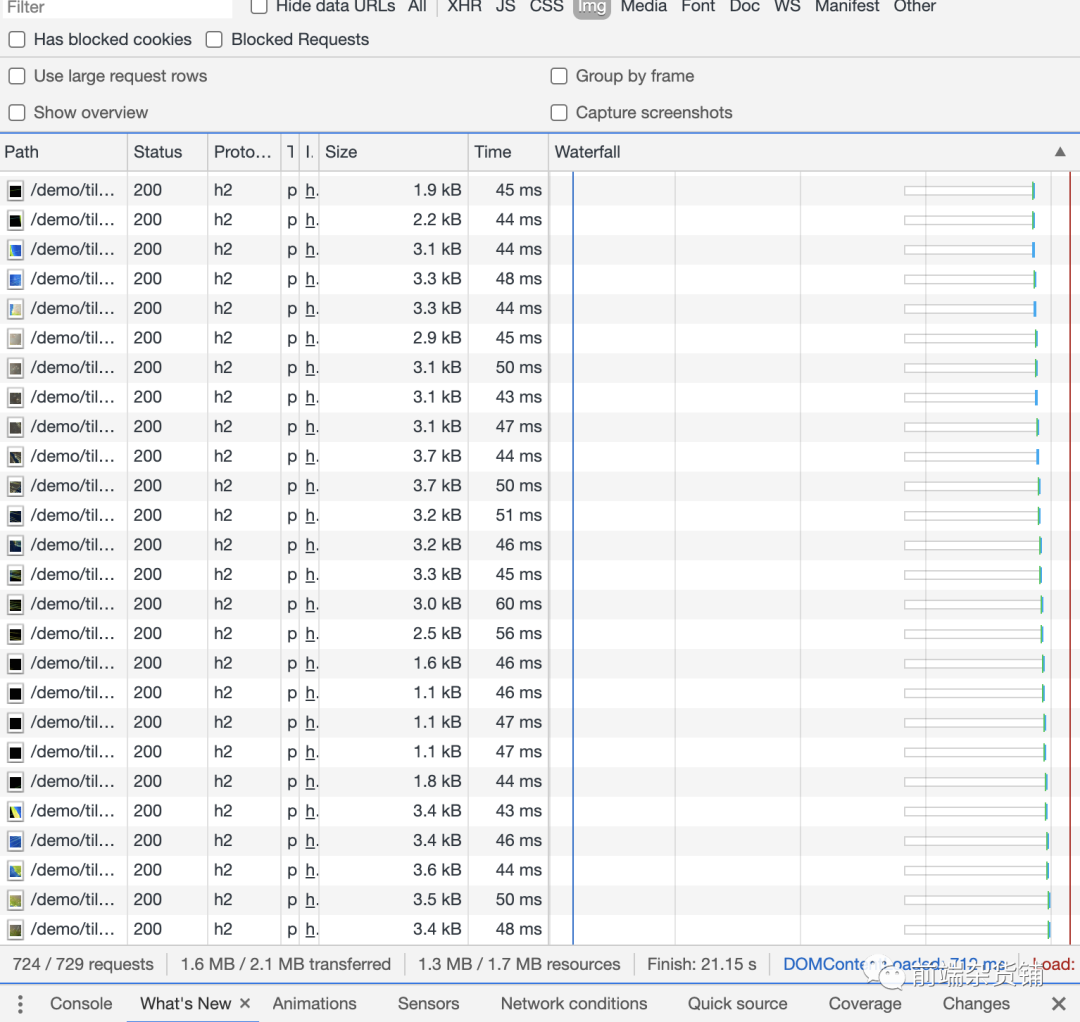 Filter Hide data URLs All XHR JS CSS Img Media Font Doc WS Manifest Other
Has blocked cookies Blocked Requests
Use large request rows Group by frame
Show overview Capture screenshots
Path Status Proto... T I. Size Time Waterfall
/demo/til... 200 h2 p h. 1.9 kB 45 ms
/demo/til... 200 h2 p h. 2.2 kB 44 ms
/demo/til... 200 h2 p h. 3.1 kB 44 ms
/demo/til... 200 h2 p h. 3.3 kB 48 ms
/demo/til... 200 h2 p h. 3.3 kB 44 ms
/demo/til... 200 h2 p h. 2.9 kB 45 ms
/demo/til... 200 h2 p h. 3.1 kB 50 ms
/demo/til... 200 h2 p h. 3.1 kB 43 ms
/demo/til... 200 h2 p h. 3.1 kB 47 ms
/demo/til... 200 h2 p h. 3.7 kB 44 ms
/demo/til... 200 h2 p h. 3.7 kB 50 ms
/demo/til... 200 h2 p h. 3.2 kB 51 ms
/demo/til... 200 h2 p h. 3.2 kB 46 ms
/demo/til... 200 h2 p h. 3.3 kB 45 ms
/demo/til... 200 h2 p h. 3.0 kB 60 ms
/demo/til... 200 h2 p h. 2.5 kB 56 ms
/demo/til... 200 h2 p h. 1.6 kB 46 ms
/demo/til... 200 h2 p h. 1.1 kB 46 ms
/demo/til... 200 h2 p h. 1.1 kB 47 ms
/demo/til... 200 h2 p h. 1.1 kB 47 ms
/demo/til... 200 h2 p h. 1.8 kB 44 ms
/demo/til... 200 h2 p h. 3.4 kB 43 ms
/demo/til... 200 h2 p h. 3.4 kB 46 ms
/demo/til... 200 h2 p h. 3.6 kB 44 ms
/demo/til... 200 h2 p h. 3.5 kB 50 ms
/demo/til... 200 h2 p h. 3.4 kB 48 ms
724 / 729 requests 1.6 MB / 2.1 MB transferred 1.3 MB / 1.7 MB resources Finish: 21.15 s DOMContentLoaded: 710 ms Load:
前端杂货铺
Console What's New × Animations Sensors Network conditions Quick source Coverage Changes ×